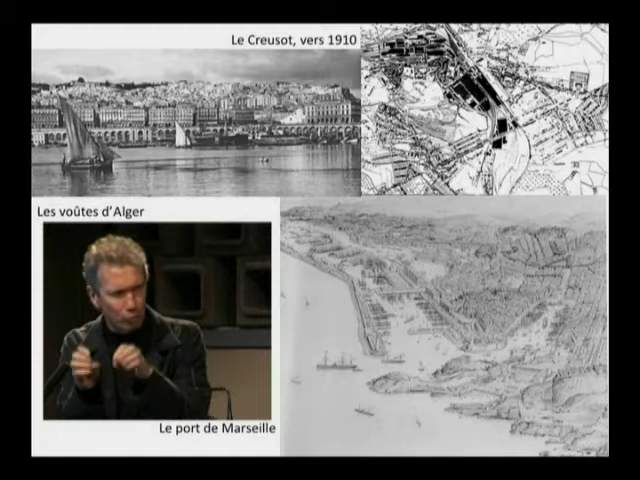 Le Creusot, vers 1910
Les voûtes d'Alger
Le port de Marseille